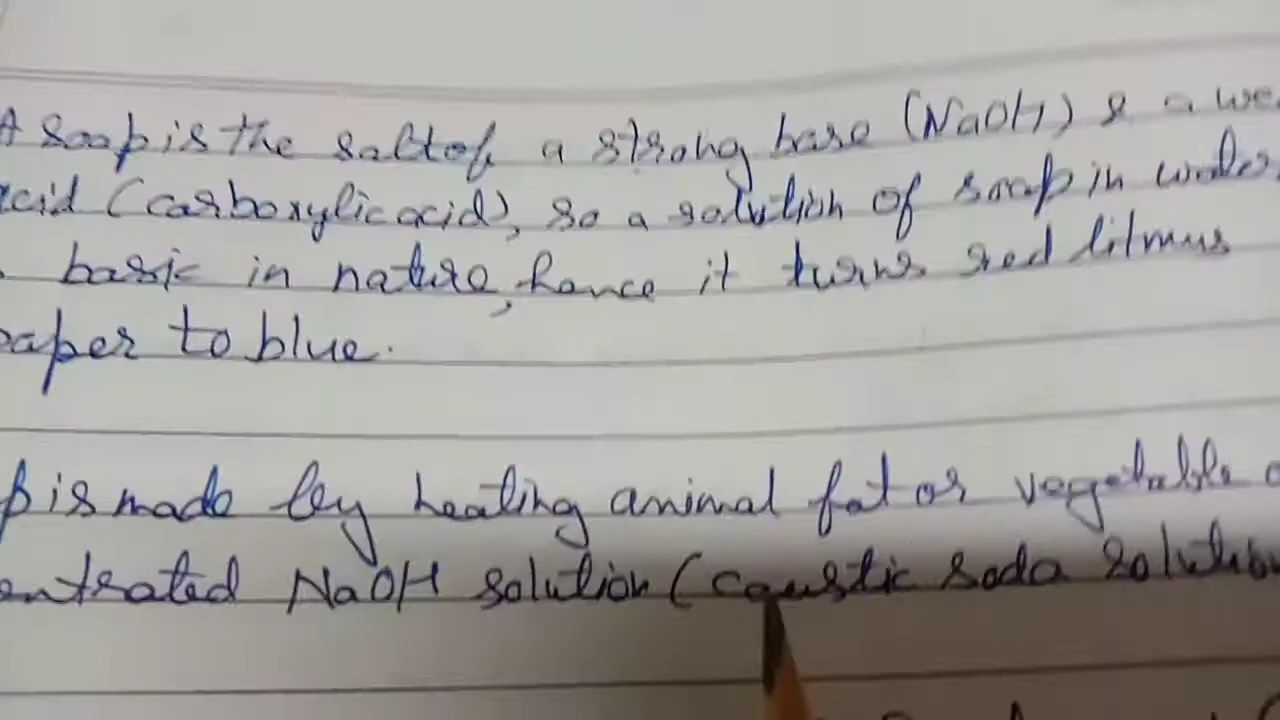 A soap is the salt of a strong base (NaOH) & a we
acid (carboxylic acid), so a solution of soap in water
basic in nature, hence it turns red litmus
paper to blue.
p is made by heating animal fat or vegetable o
entrated NaOH solution (caustic soda solution